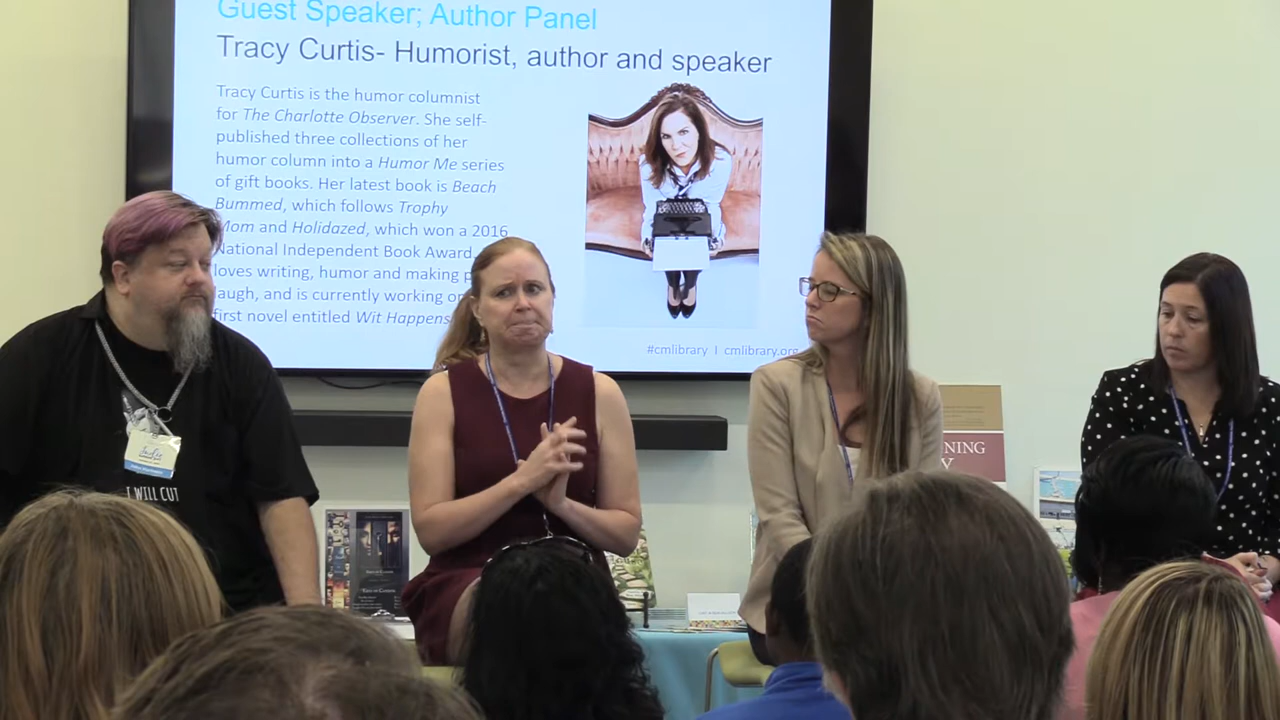 Guest Speaker; Author Panel
Tracy Curtis- Humorist, author and speaker
Tracy Curtis is the humor columnist
for The Charlotte Observer. She self-
published three collections of her
humor column into a Humor Me series
of gift books. Her latest book is Beach
Bummed, which follows Trophy
Mom and Holidazed, which won a 2016
National Independent Book Award.
loves writing, humor and making
laugh, and is currently working
first novel entitled Wit Happens
#cmlibrary I cmlibrary.org
I WILL CUT
NING
Y